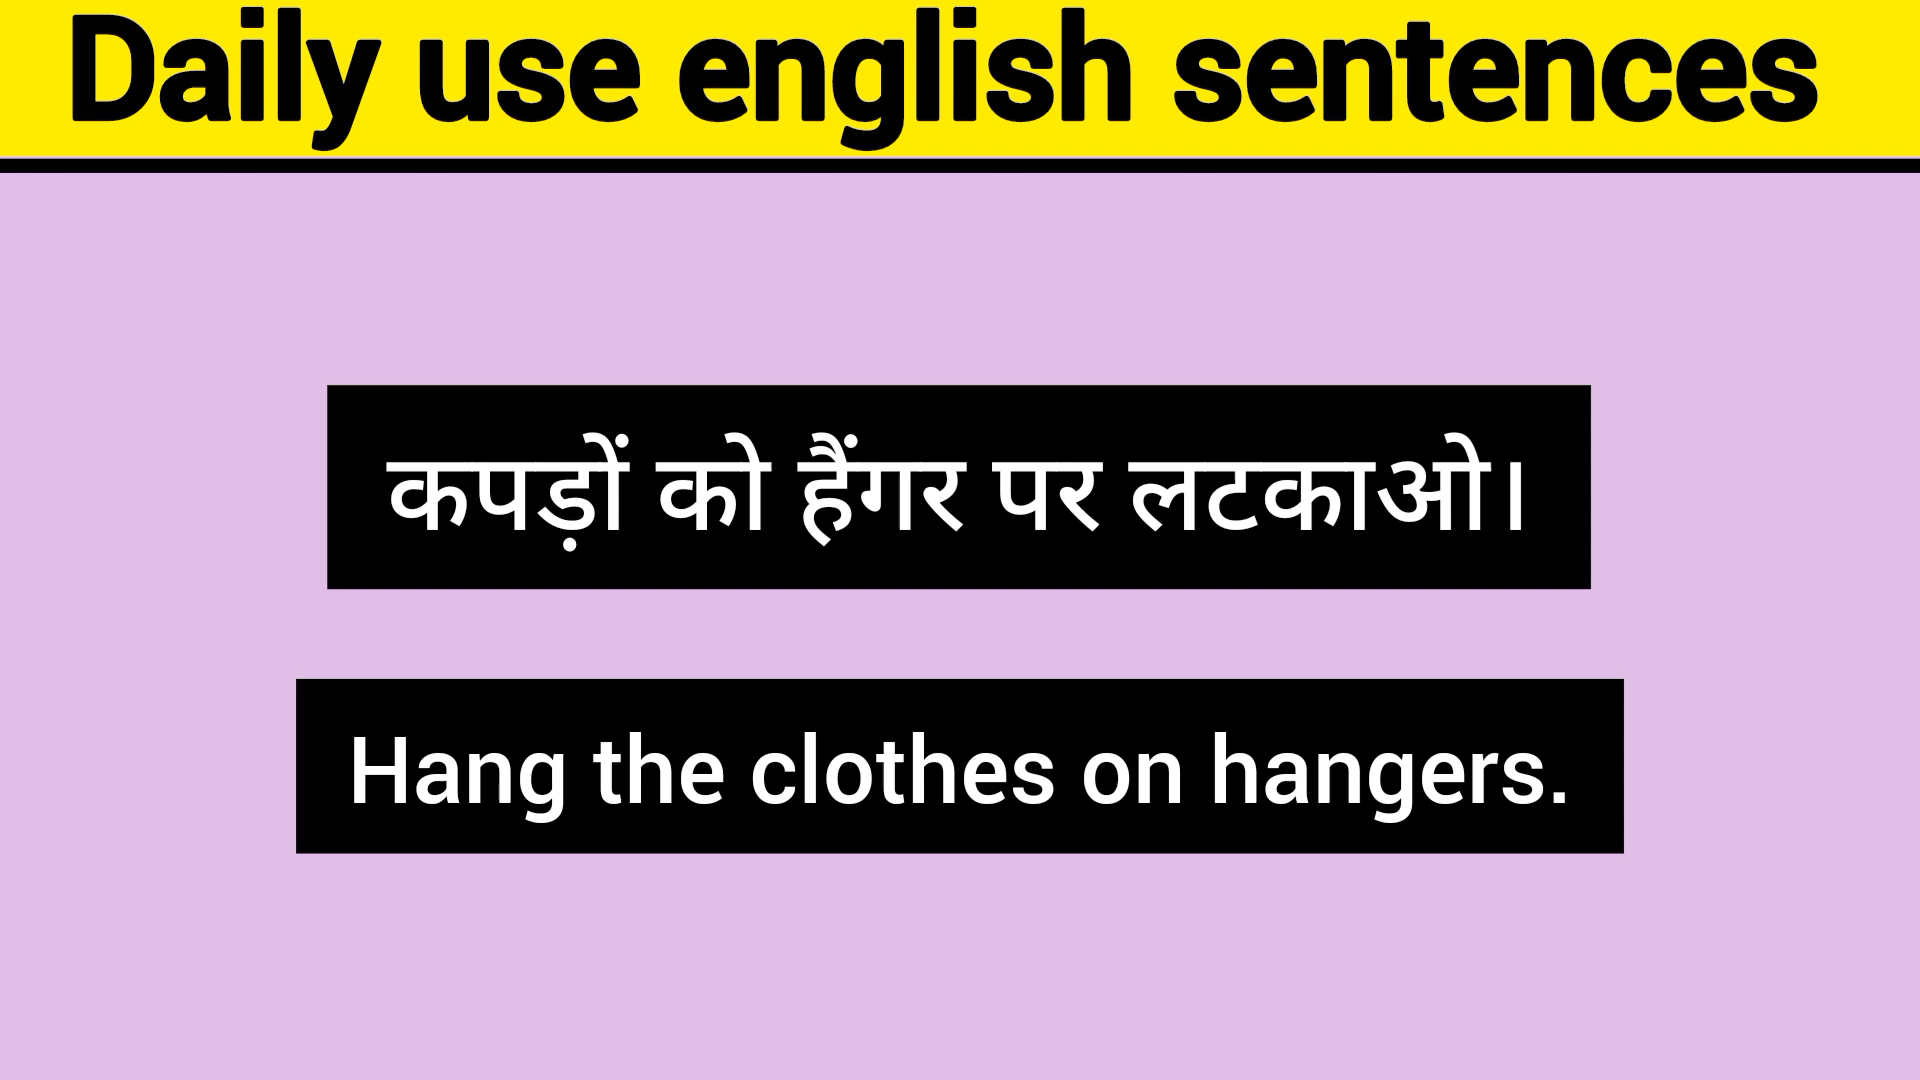 Daily use english sentences
कपड़ों को हैंगर पर लटकाओ।
Hang the clothes on hangers.